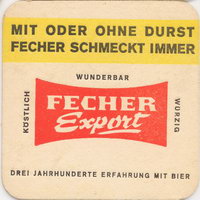 MIT ODER OHNE DURST
FECHER SCHMECKT IMMER
WUNDERBAR
KÖSTLICH
FECHER
Export
WÜRZIG
DREI JAHRHUNDERTE ERFAHRUNG MIT BIER